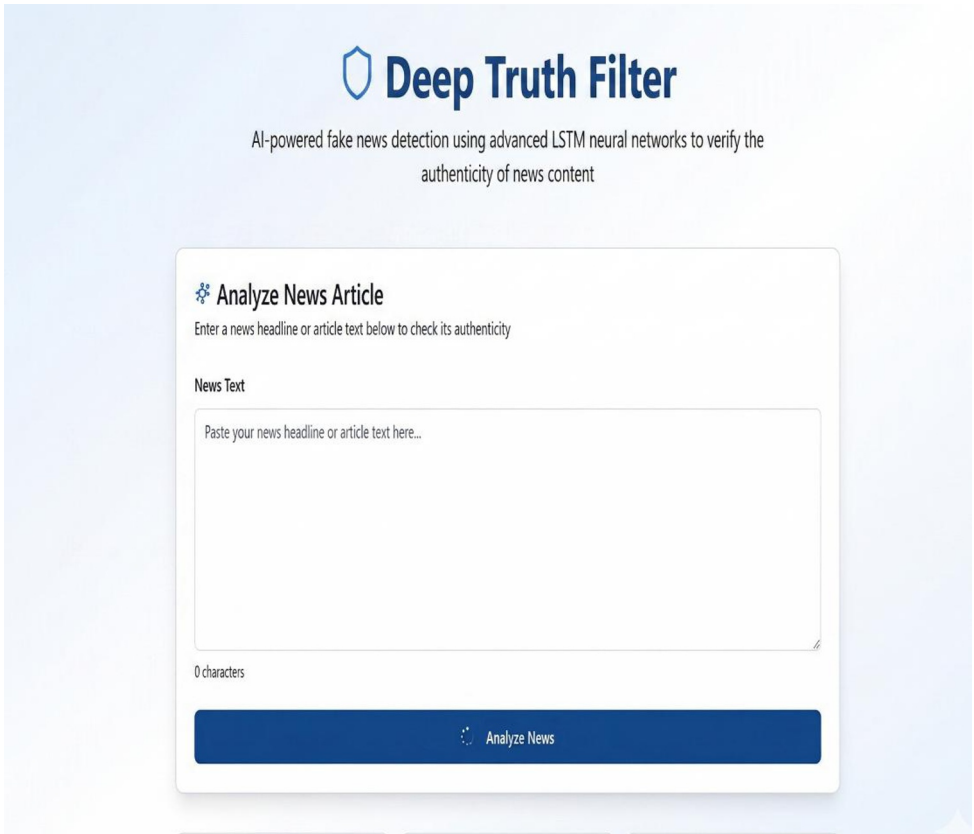 Deep Truth Filter
AI-powered fake news detection using advanced LSTM neural networks to verify the
authenticity of news content
Analyze News Article
Enter a news headline or article text below to check its authenticity
News Text
Paste your news headline or article text here...
0 characters
Analyze News